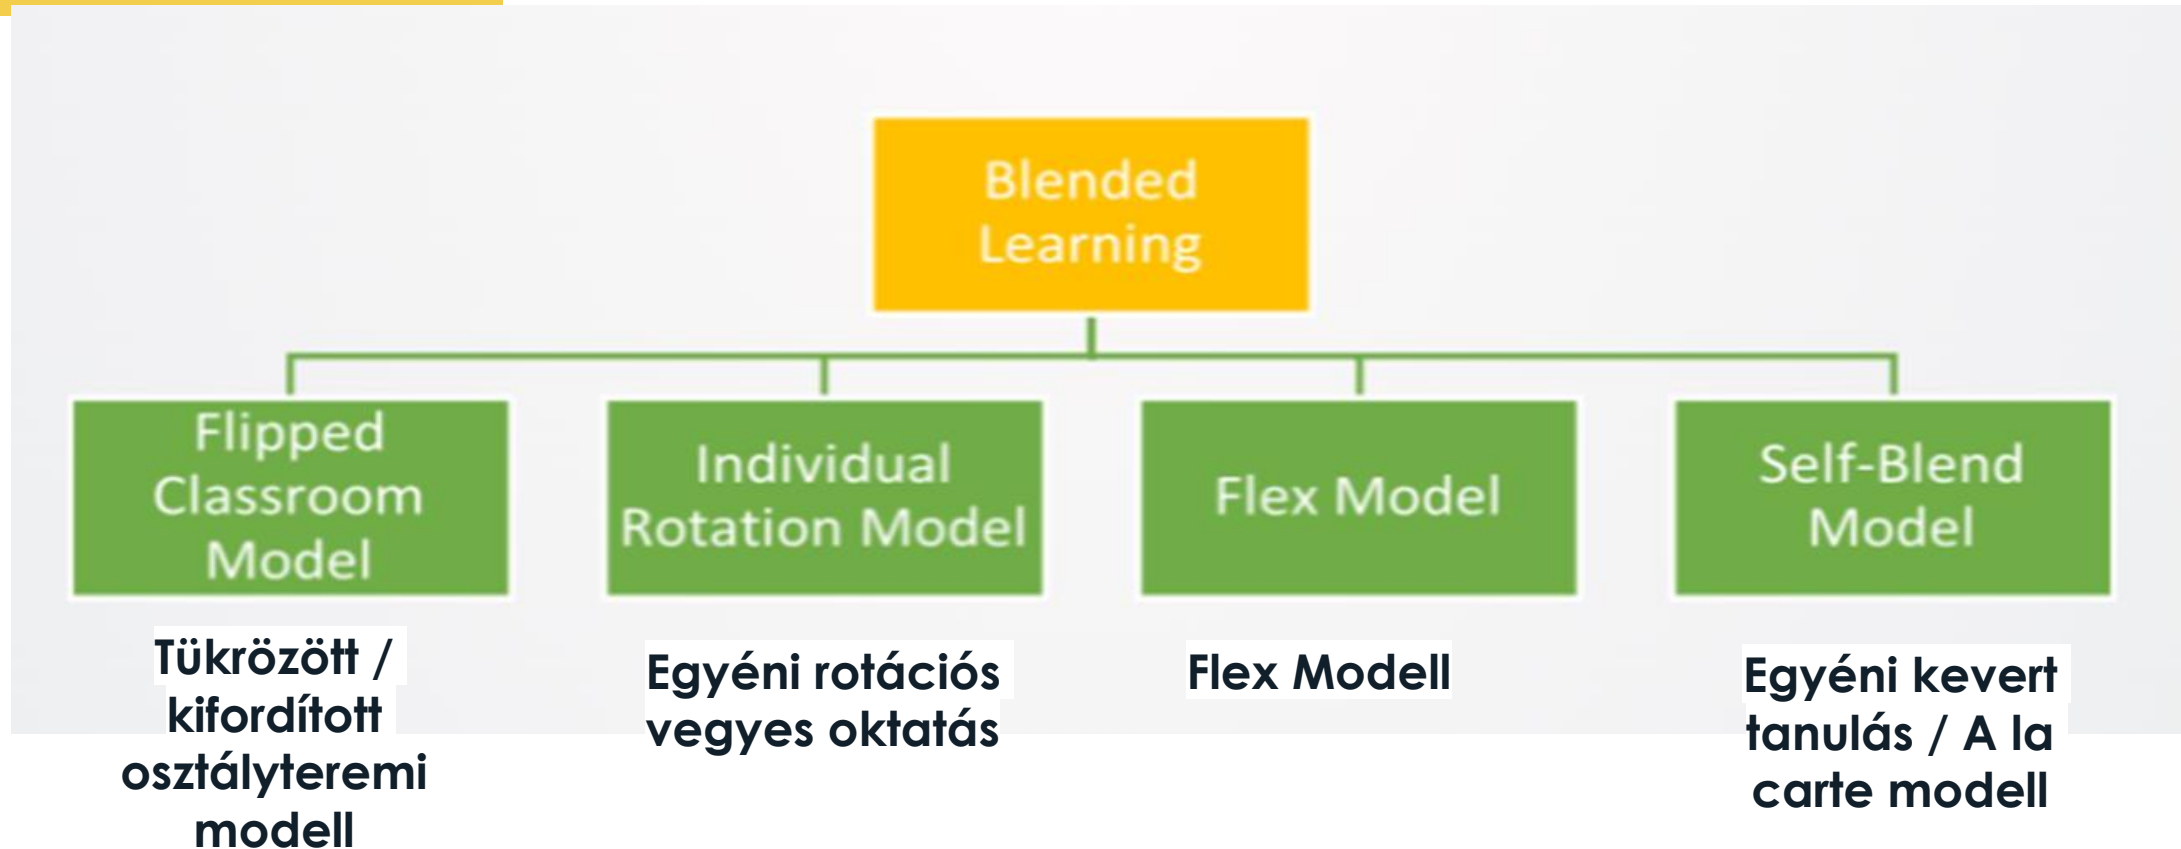 Blended
Learning
Flipped
Classroom
Model
Individual
Rotation Model
Flex Model
Self-Blend
Model
Tükrözött /
kifordított
osztályteremi
modell
Egyéni rotációs
vegyes oktatás
Flex Modell
Egyéni kevert
tanulás / A la
carte modell